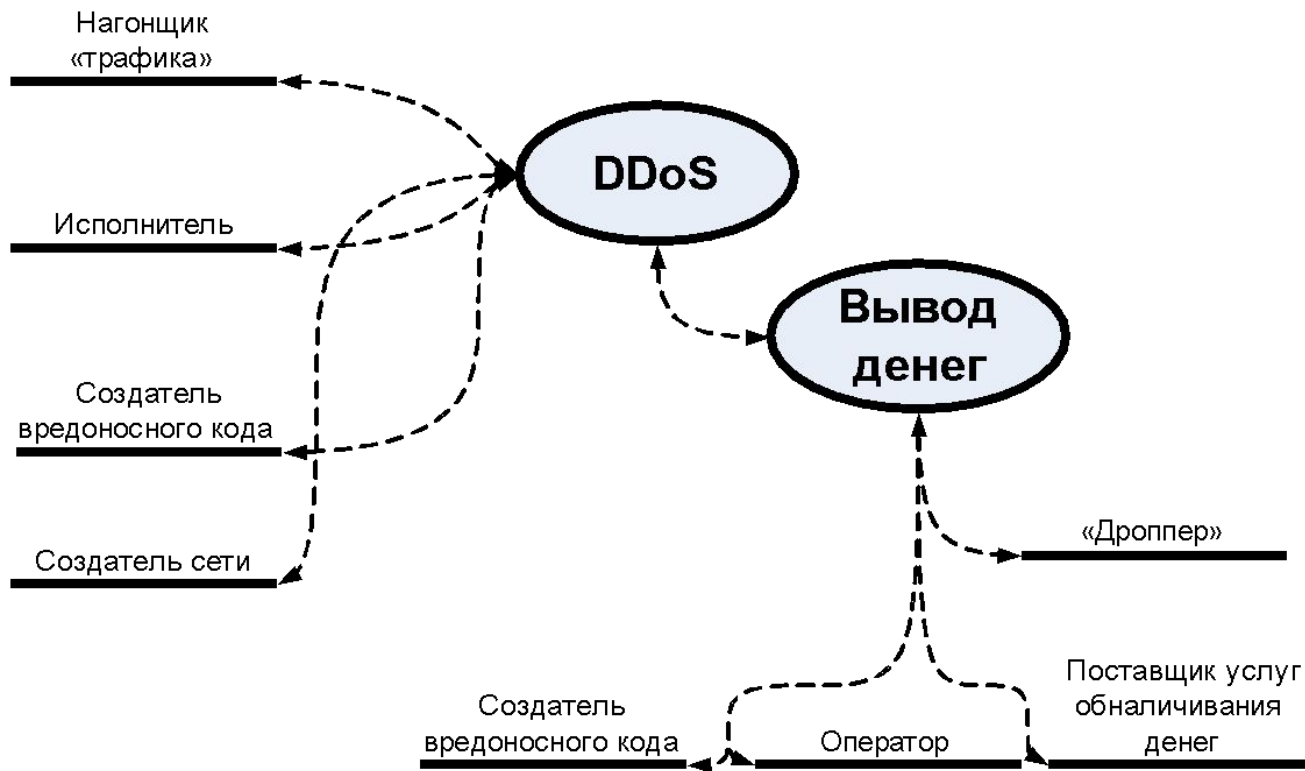 Нагонщик
«трафика»
DDoS
Исполнитель
Вывод
денег
Создатель
вредоносного кода
Создатель сети
«Дроппер»
Создатель
вредоносного кода
Оператор
Поставщик услуг
обналичивания
денег